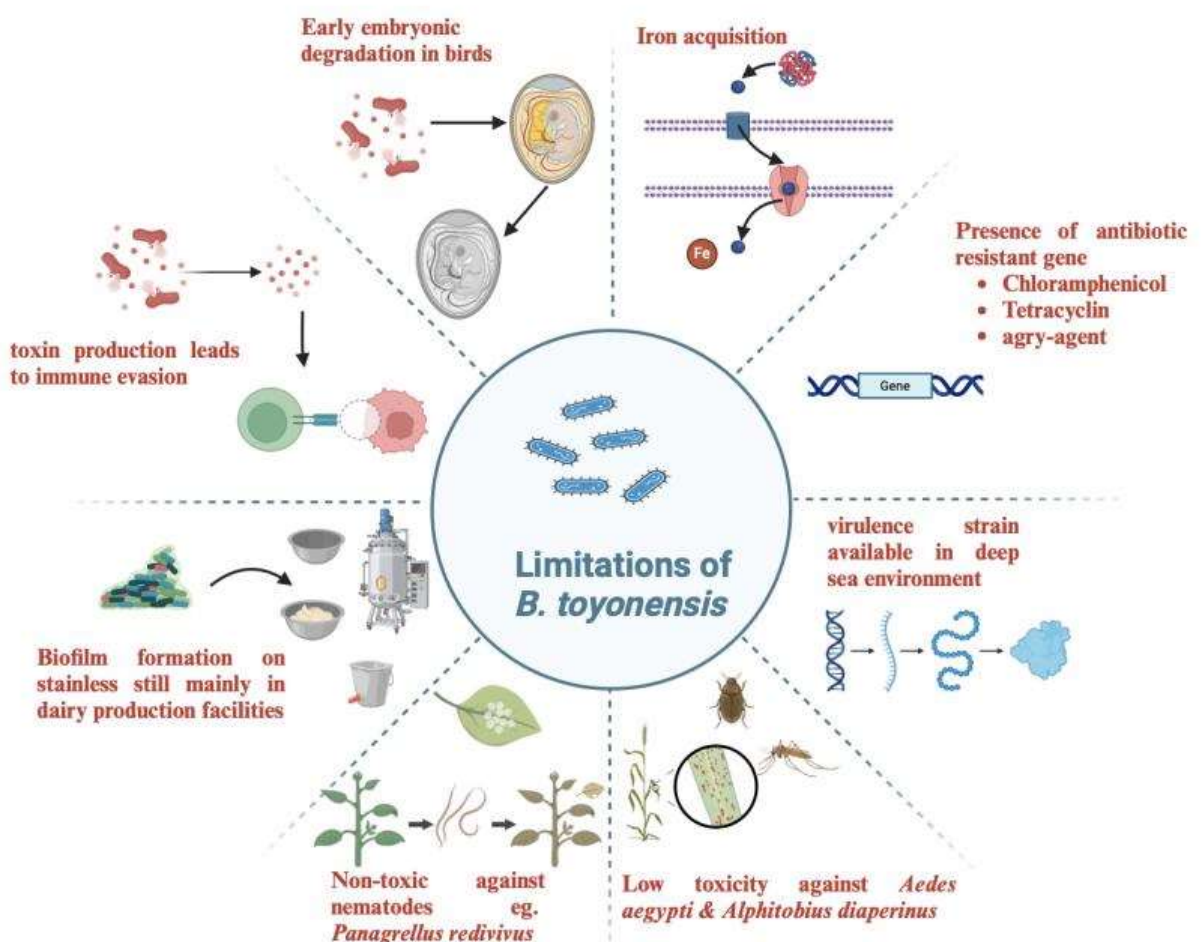 Early embryonic
degradation in birds
Iron acquisition
Fe
Presence of antibiotic
resistant gene
• Chloramphenicol
• Tetracyclin
• agry-agent
Gene
toxin production leads
to immune evasion
Limitations of
B. toyonensis
virulence strain
available in deep
sea environment
Biofilm formation on
stainless still mainly in
dairy production facilities
Non-toxic against
nematodes eg.
Panagrellus redivivus
Low toxicity against Aedes
aegypti & Alphitobius diaperinus